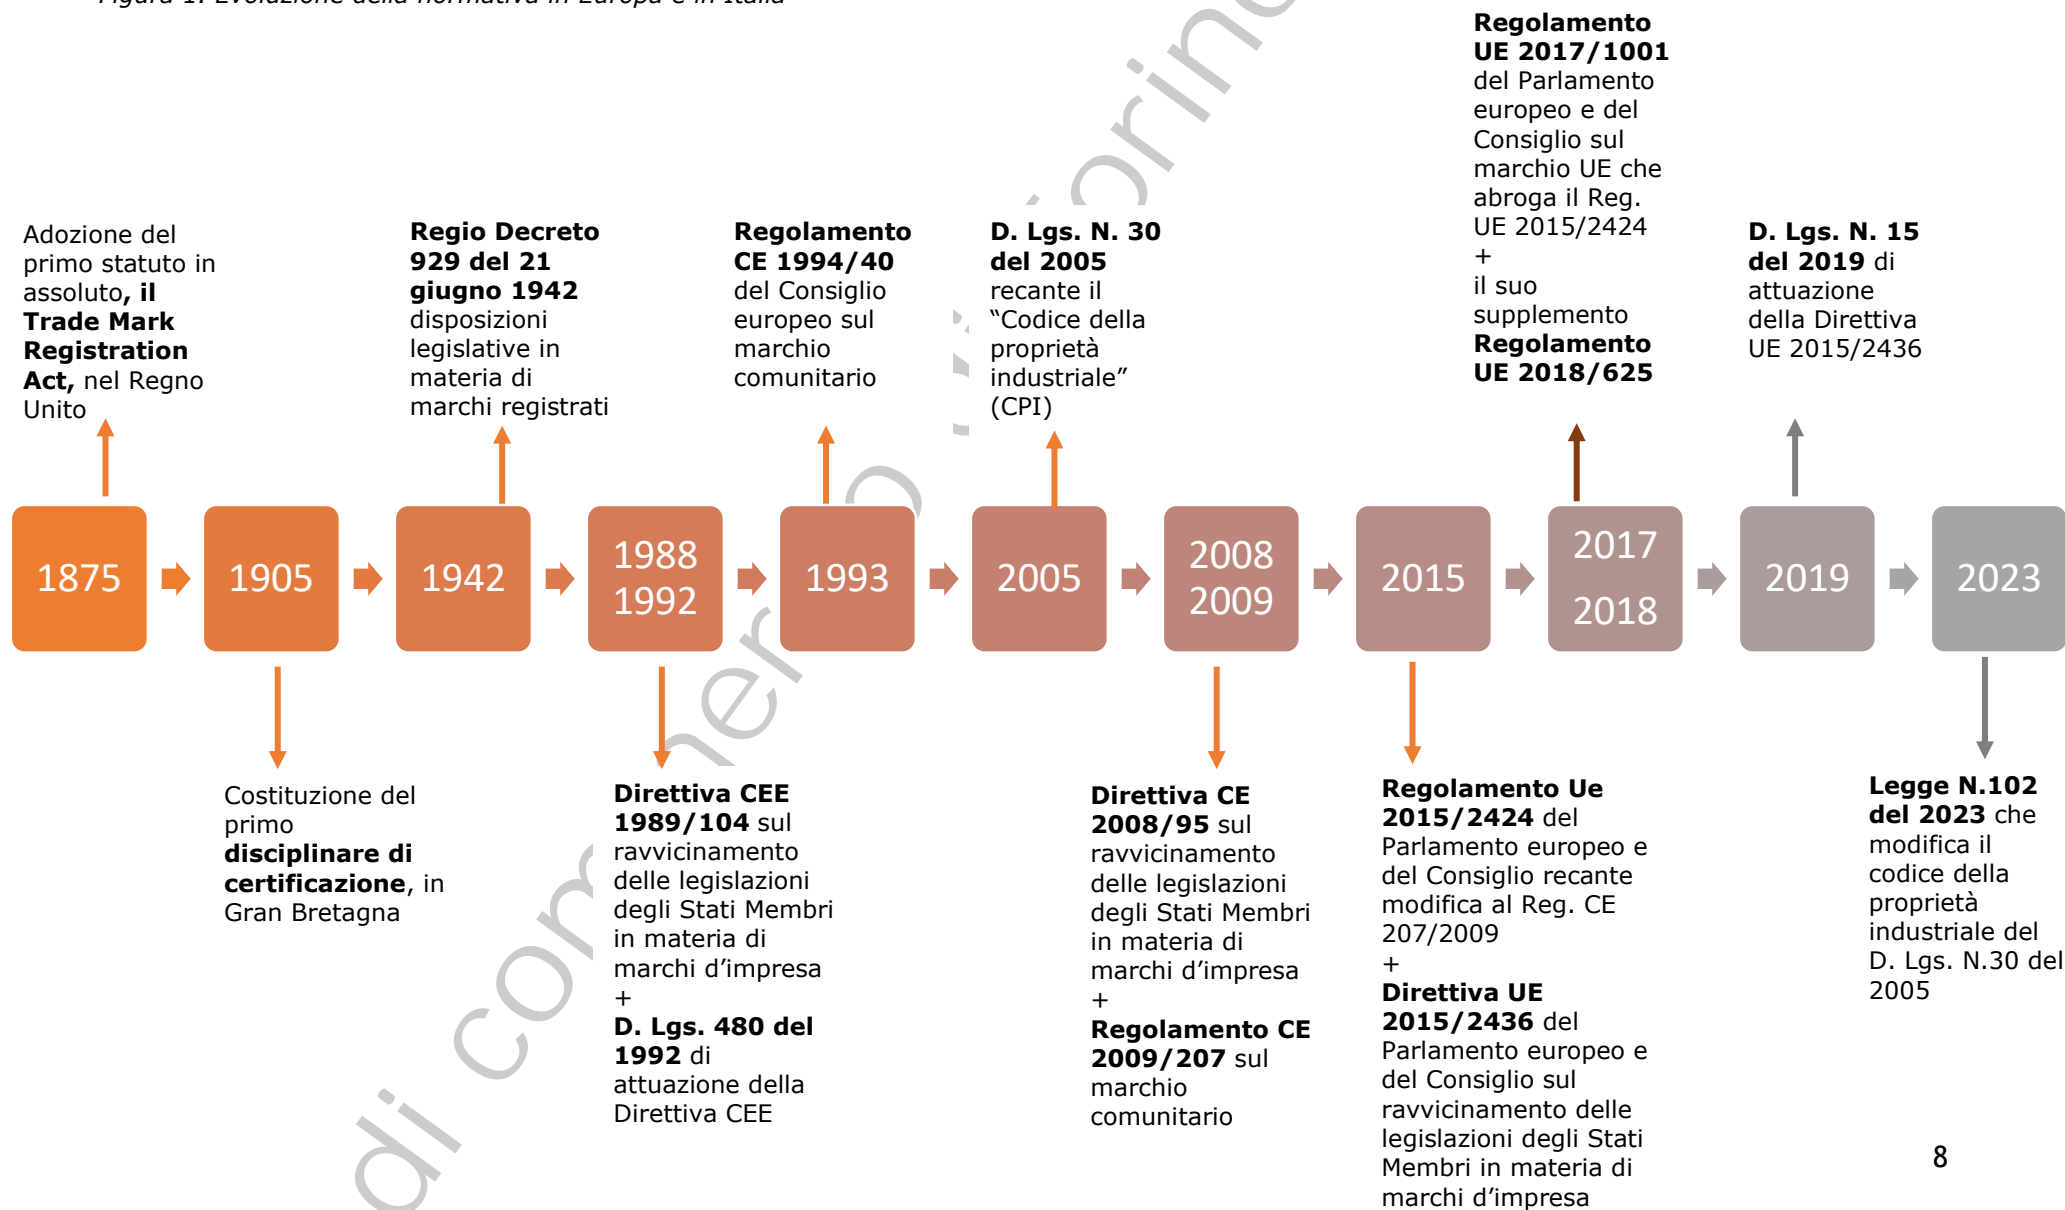 Figura 1. Evoluzione della normativa in Europa e in Italia
Adozione del
primo statuto in
assoluto, il
Trade Mark
Registration
Act, nel Regno
Unito
Regio Decreto
929 del 21
giugno 1942
disposizioni
legislative in
materia di
marchi registrati
Regolamento
CE 1994/40
del Consiglio
europeo sul
marchio
comunitario
D. Lgs. N. 30
del 2005
recante il
“Codice della
proprietà
industriale”
(CPI)
Regolamento
UE 2017/1001
del Parlamento
europeo e del
Consiglio sul
marchio UE che
abroga il Reg.
UE 2015/2424
+
il suo
supplemento
Regolamento
UE 2018/625
D. Lgs. N. 15
del 2019 di
attuazione
della Direttiva
UE 2015/2436
1875
1905
1942
1988
1992
1993
2005
2008
2009
2015
2017
2018
2019
2023
Costituzione del
primo
disciplinare di
certificazione, in
Gran Bretagna
Direttiva CEE
1989/104 sul
ravvicinamento
delle legislazioni
degli Stati Membri
in materia di
marchi d’impresa
+
D. Lgs. 480 del
1992 di
attuazione della
Direttiva CEE
Direttiva CE
2008/95 sul
ravvicinamento
delle legislazioni
degli Stati Membri
in materia di
marchi d’impresa
+
Regolamento CE
2009/207 sul
marchio
comunitario
Regolamento Ue
2015/2424 del
Parlamento europeo e
del Consiglio recante
modifica al Reg. CE
207/2009
+
Direttiva UE
2015/2436 del
Parlamento europeo e
del Consiglio sul
ravvicinamento delle
legislazioni degli Stati
Membri in materia di
marchi d’impresa
Legge N.102
del 2023 che
modifica il
codice della
proprietà
industriale del
D. Lgs. N.30 del
2005
8
di